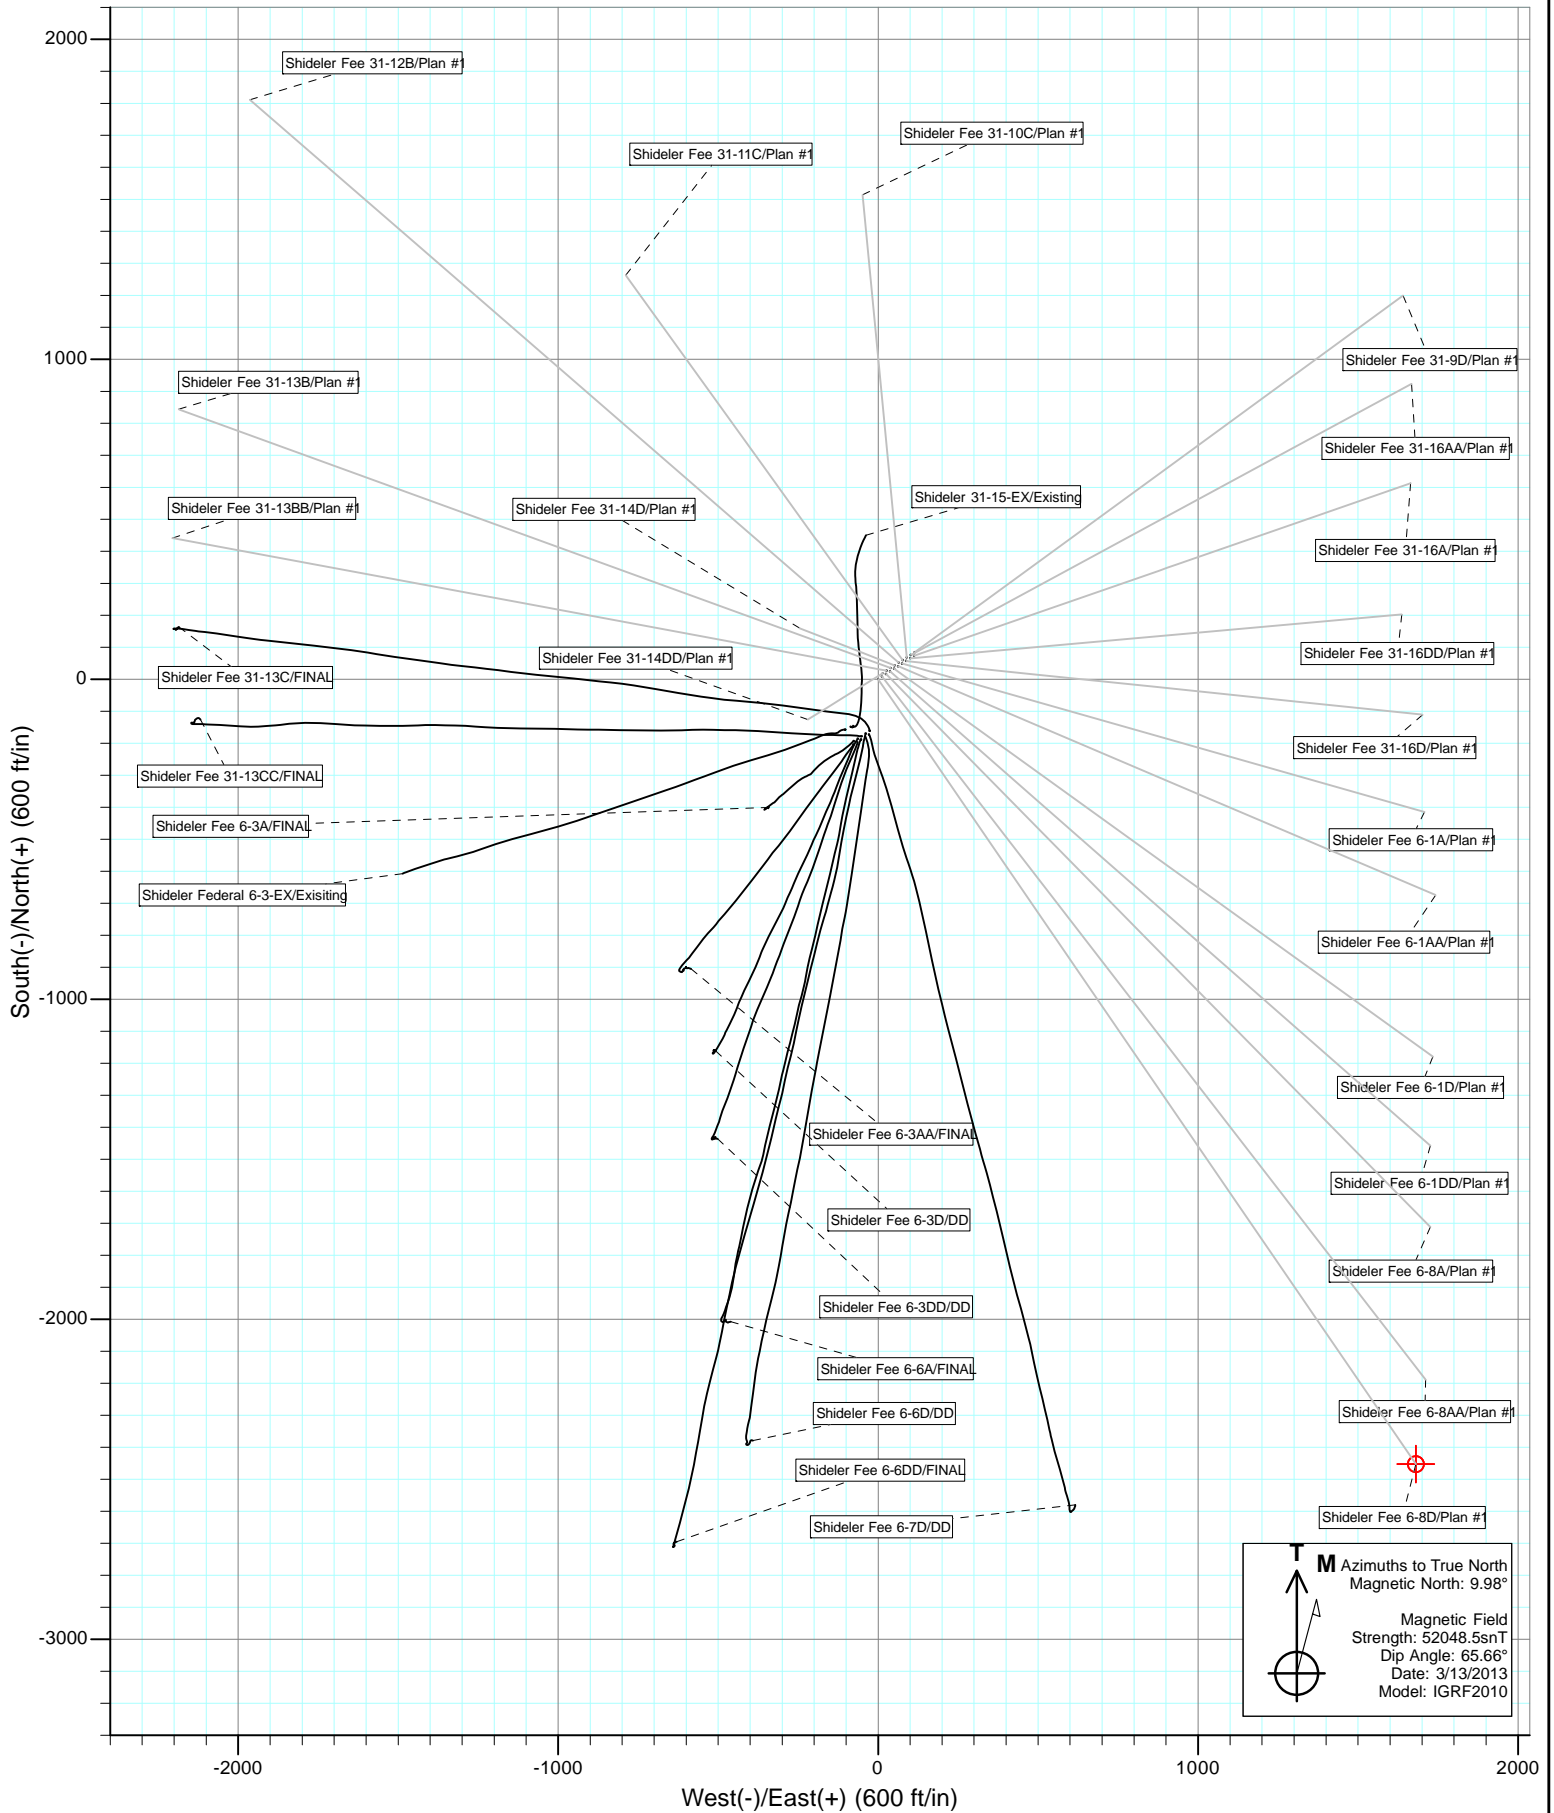 2000
Shideler Fee 31-12B/Plan #1
Shideler Fee 31-10C/Plan #1
Shideler Fee 31-11C/Plan #1
1000
Shideler Fee 31-9D/Plan #1
Shideler Fee 31-13B/Plan #1
Shideler Fee 31-16AA/Plan #1
Shideler 31-15-EX/Existing
Shideler Fee 31-13BB/Plan #1
Shideler Fee 31-14D/Plan #1
Shideler Fee 31-16A/Plan #1
Shideler Fee 31-16DD/Plan #1
Shideler Fee 31-14DD/Plan #1
0
Shideler Fee 31-13C/FINAL
Shideler Fee 31-16D/Plan #1
Shideler Fee 31-13CC/FINAL
Shideler Fee 6-3A/FINAL
Shideler Fee 6-1A/Plan #1
Shideler Federal 6-3-EX/Exisiting
Shideler Fee 6-1AA/Plan #1
South(-)/North(+) (600 ft/in)
-1000
Shideler Fee 6-1D/Plan #1
Shideler Fee 6-3AA/FINAL
Shideler Fee 6-1DD/Plan #1
Shideler Fee 6-3D/DD
Shideler Fee 6-8A/Plan #1
Shideler Fee 6-3DD/DD
-2000
Shideler Fee 6-6A/FINAL
Shideler Fee 6-6D/DD
Shideler Fee 6-8AA/Plan #1
Shideler Fee 6-6DD/FINAL
Shideler Fee 6-8D/Plan #1
Shideler Fee 6-7D/DD
T
M
Azimuths to True North
Magnetic North: 9.98°
Magnetic Field
Strength: 52048.5snT
Dip Angle: 65.66°
Date: 3/13/2013
Model: IGRF2010
-3000
-2000
-1000
0
1000
2000
West(-)/East(+) (600 ft/in)